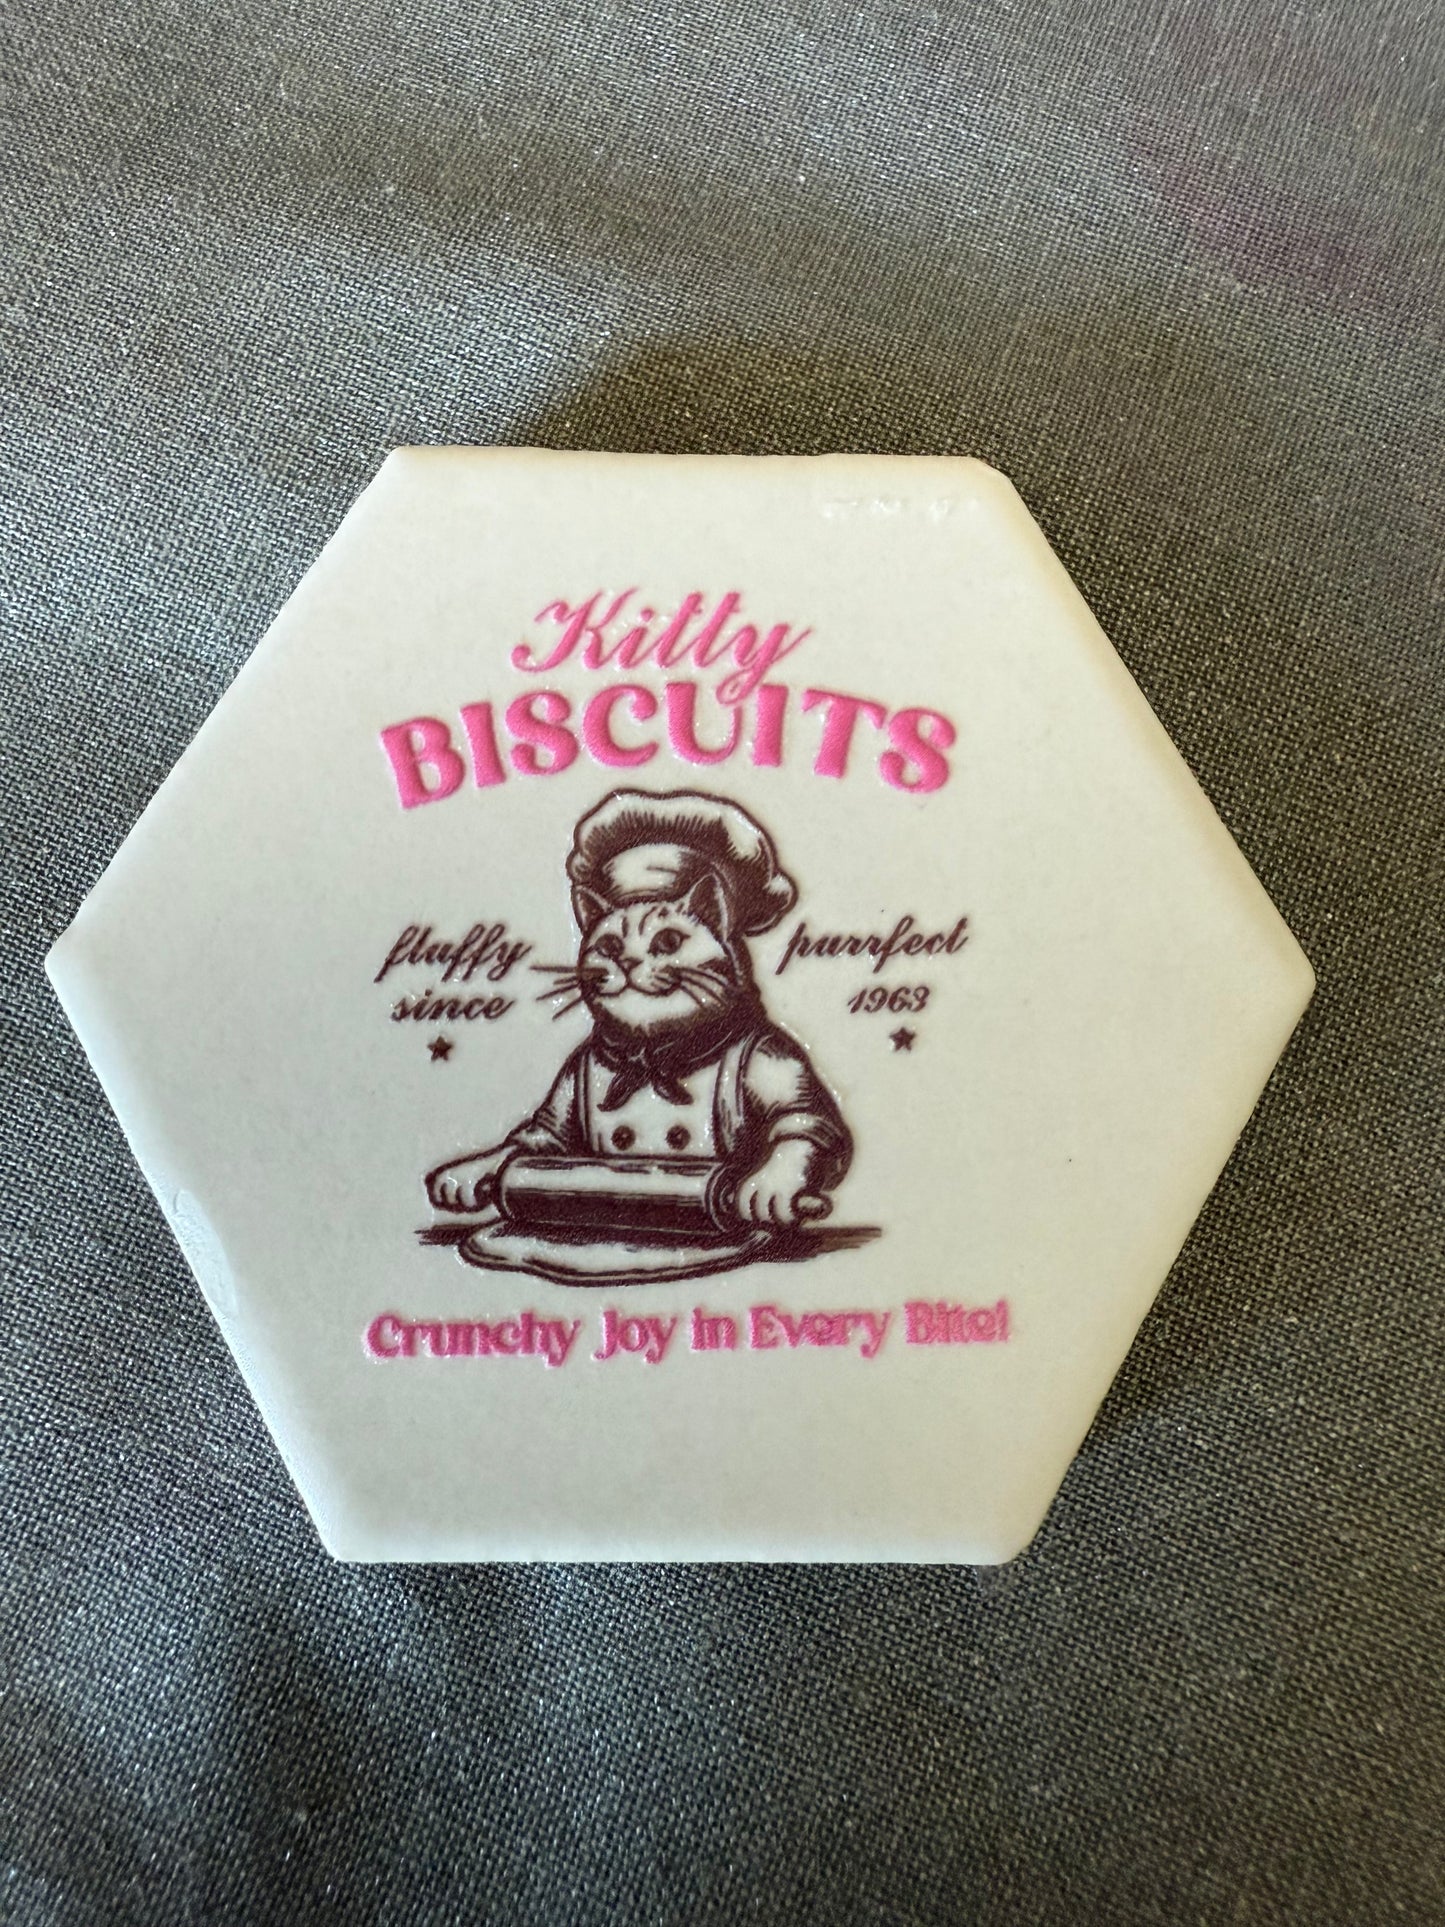 Kitty
BISCUITS
fluffy purrfect
since 1963
Crunchy Joy in Every Bite!